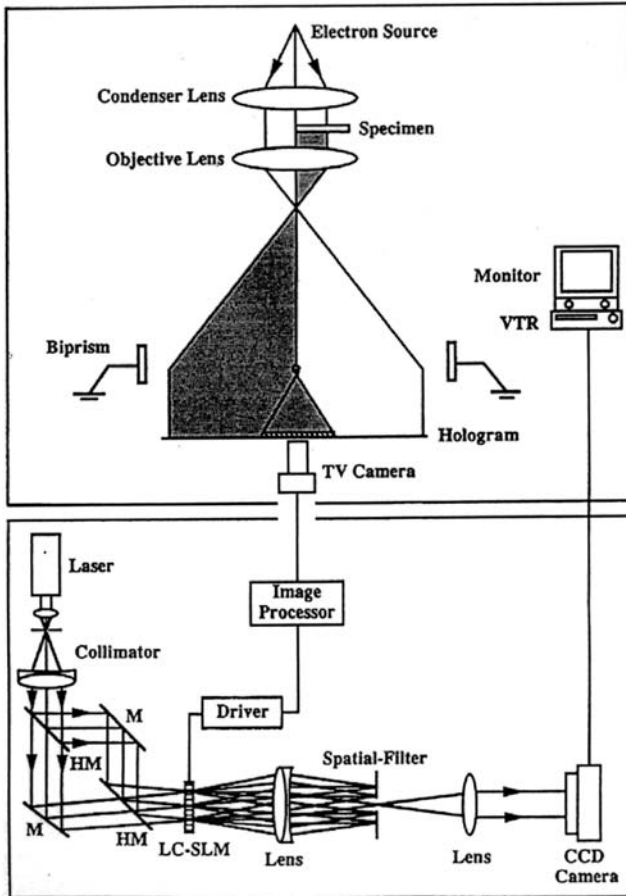 Electron Source
Condenser Lens
Specimen
Objective Lens
Monitor
VTR
Biprism
Hologram
TV Camera
Laser
Image
Processor
Collimator
M
Driver
HM
Spatial-Filter
M
HM
LC-SLM
Lens
Lens
CCD
Camera